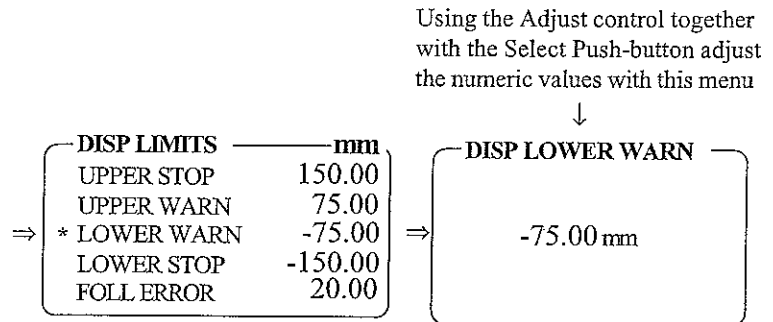 Using the Adjust control together
with the Select Push-button adjust
the numeric values with this menu
↓
DISP LIMITS mm
UPPER STOP 150.00
UPPER WARN 75.00
⇒ * LOWER WARN -75.00
LOWER STOP -150.00
FOLL ERROR 20.00
⇒
DISP LOWER WARN
-75.00 mm